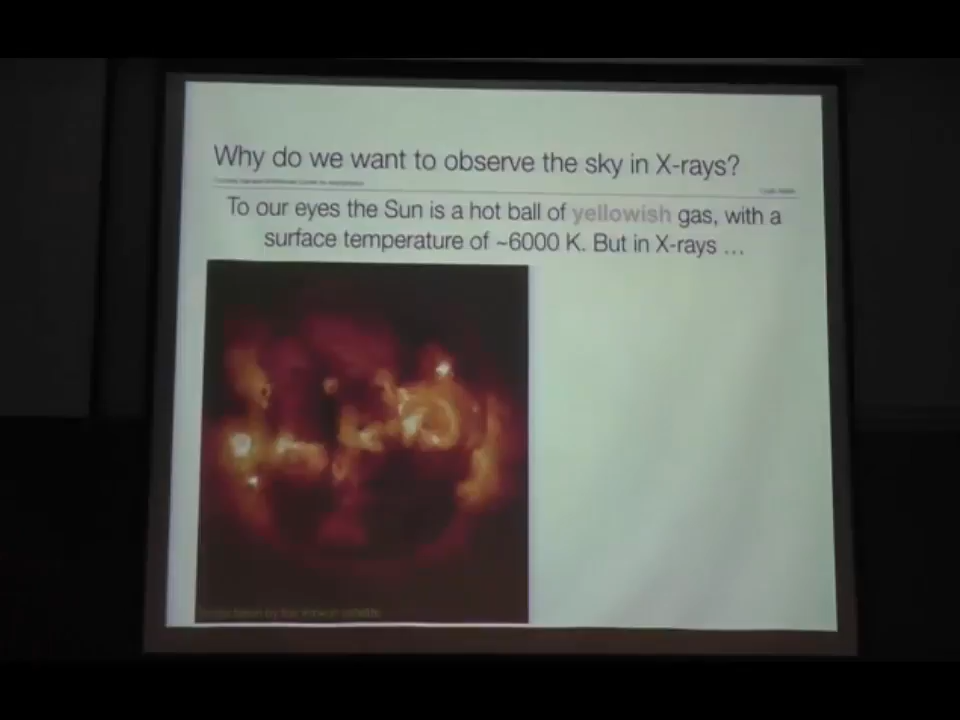 Why do we want to observe the sky in X-rays?
To our eyes the Sun is a hot ball of yellowish gas, with a
surface temperature of ~6000 K. But in X-rays ...